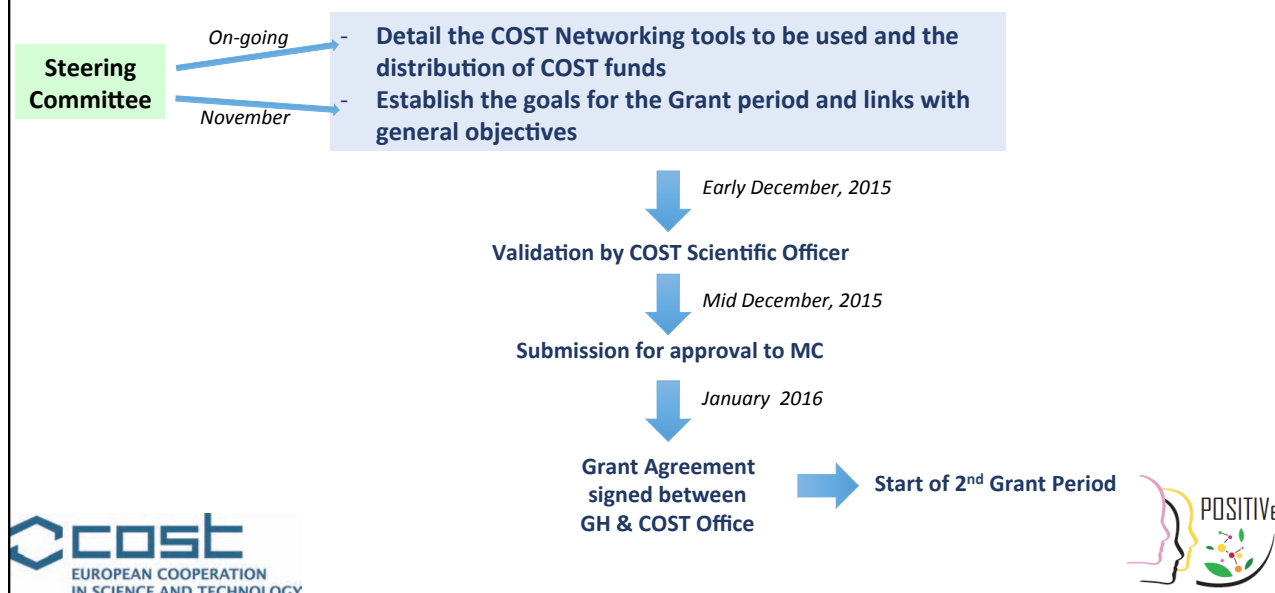 On-going
Steering
Committee
November
- Detail the COST Networking tools to be used and the
distribution of COST funds
- Establish the goals for the Grant period and links with
general objectives
Early December, 2015
Validation by COST Scientific Officer
Mid December, 2015
Submission for approval to MC
January 2016
Grant Agreement
signed between
GH & COST Office
Start of 2nd Grant Period
cost
EUROPEAN COOPERATION
IN SCIENCE AND TECHNOLOGY
POSITIVe